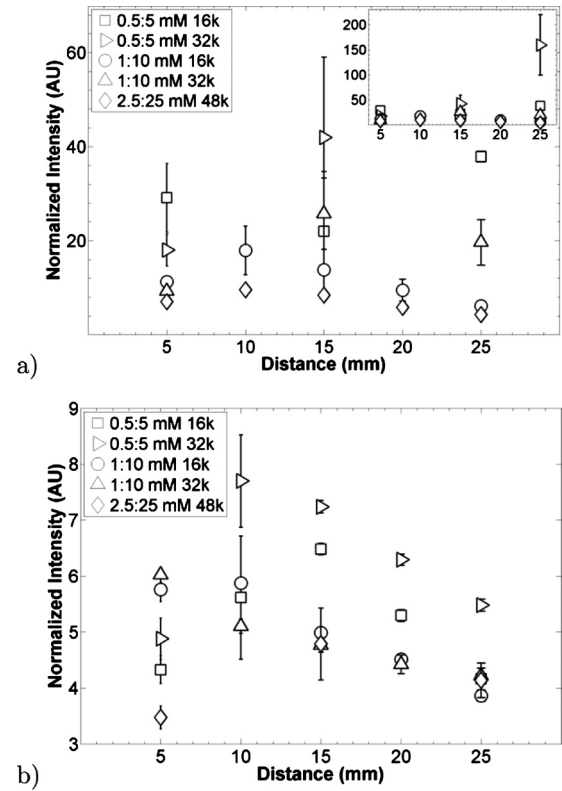 0.5:5 mM 16k
0.5:5 mM 32k
1:10 mM 16k
1:10 mM 32k
2.5:25 mM 48k
60
40
20
Normalized Intensity (AU)
200
150
100
50
5 10 15 20 25
5 10 15 20 25
Distance (mm)
a)
9
8
7
6
5
4
3
Normalized Intensity (AU)
0.5:5 mM 16k
0.5:5 mM 32k
1:10 mM 16k
1:10 mM 32k
2.5:25 mM 48k
5 10 15 20 25
Distance (mm)
b)